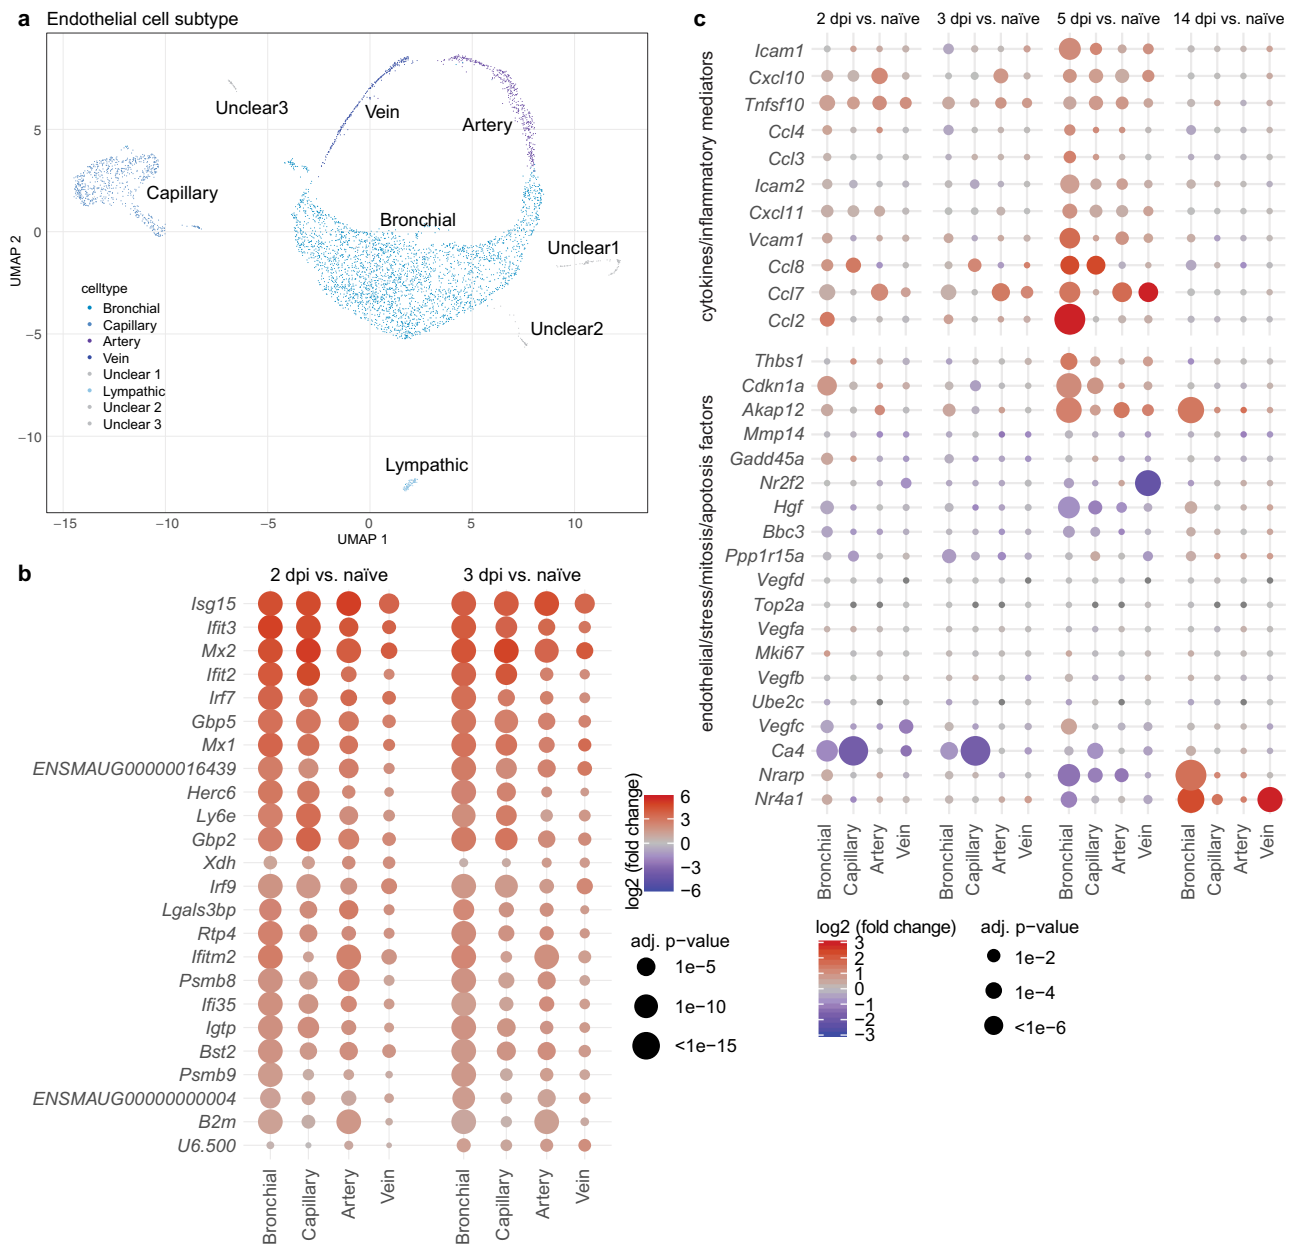 a Endothelial cell subtype
5
0
−5
−10
UMAP 2
−15 −10 −5 0 5 10
UMAP 1
Unclear3
Vein
Artery
Capillary
Bronchial
Unclear1
Unclear2
Lymphatic
celltype
Bronchial
Capillary
Artery
Vein
Unclear 1
Lymphatic
Unclear 2
Unclear 3
b
2 dpi vs. naïve 3 dpi vs. naïve
Isg15
Ifit3
Mx2
Ifit2
Irf7
Gbp5
Mx1
ENSMAUG00000016439
Herc6
Ly6e
Gbp2
Xdh
Irf9
Lgals3bp
Rtp4
Ifitm2
Psmb8
Ifi35
Igtp
Bst2
Psmb9
ENSMAUG00000000004
B2m
U6.500
Bronchial Capillary Artery Vein Bronchial Capillary Artery Vein
log2 (fold change)
6
3
0
−3
−6
adj. p−value
1e−5
1e−10
<1e−15
c
2 dpi vs. naïve 3 dpi vs. naïve 5 dpi vs. naïve 14 dpi vs. naïve
cytokines/inflammatory mediators
Icam1
Cxcl10
Tnfsf10
Ccl4
Ccl3
Icam2
Cxcl11
Vcam1
Ccl8
Ccl7
Ccl2
endothelial/stress/mitosis/apotosis factors
Thbs1
Cdkn1a
Akap12
Mmp14
Gadd45a
Nr2f2
Hgf
Bbc3
Ppp1r15a
Vegfd
Top2a
Vegfa
Mki67
Vegfb
Ube2c
Vegfc
Ca4
Nrarp
Nr4a1
Bronchial Capillary Artery Vein Bronchial Capillary Artery Vein Bronchial Capillary Artery Vein Bronchial Capillary Artery Vein
log2 (fold change)
3
2
1
0
−1
−2
−3
adj. p−value
1e−2
1e−4
<1e−6